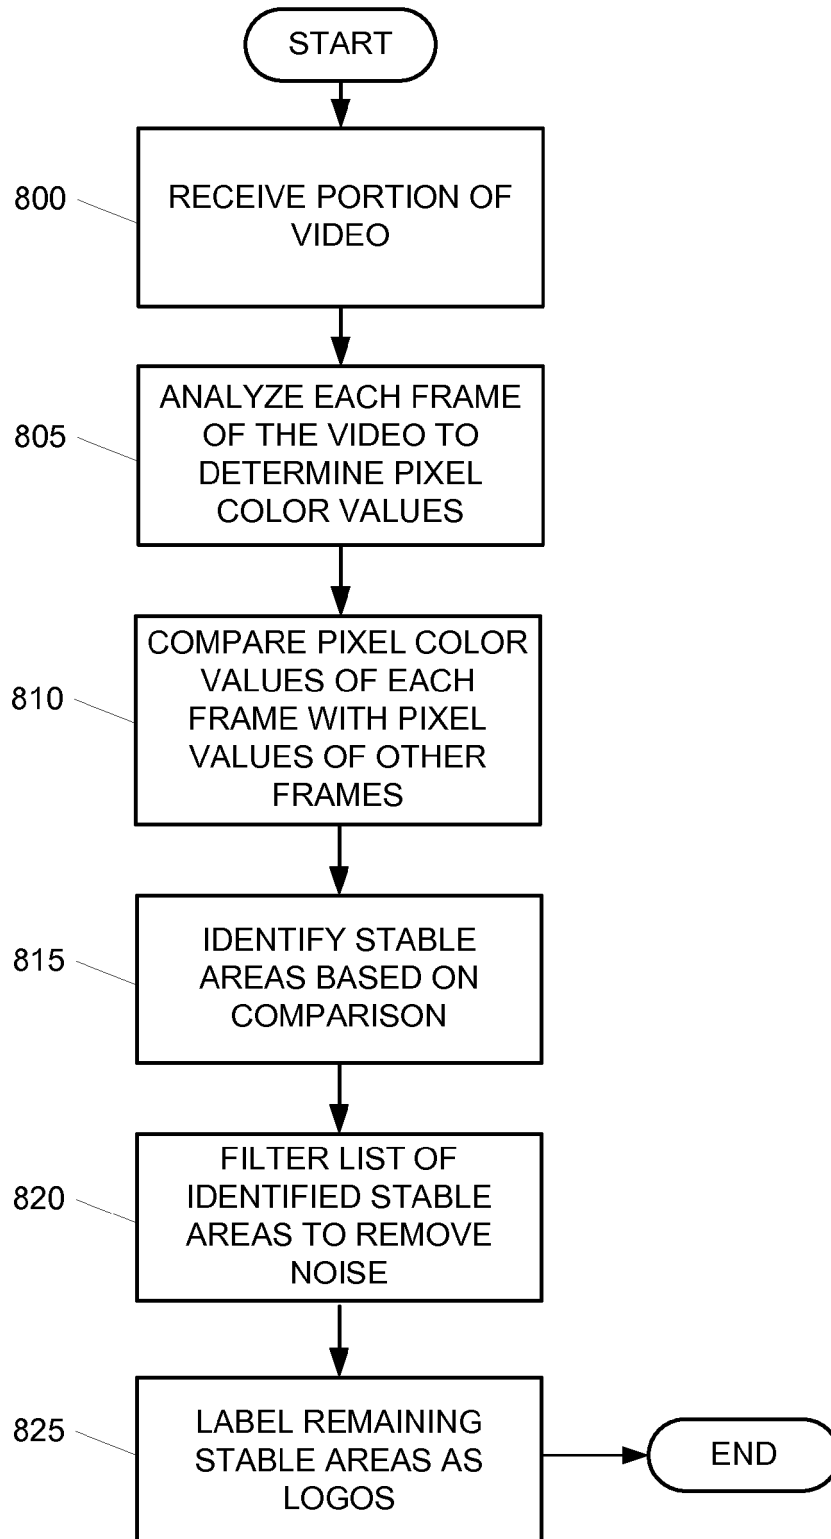 START
800
RECEIVE PORTION OF
VIDEO
805
ANALYZE EACH FRAME
OF THE VIDEO TO
DETERMINE PIXEL
COLOR VALUES
810
COMPARE PIXEL COLOR
VALUES OF EACH
FRAME WITH PIXEL
VALUES OF OTHER
FRAMES
815
IDENTIFY STABLE
AREAS BASED ON
COMPARISON
820
FILTER LIST OF
IDENTIFIED STABLE
AREAS TO REMOVE
NOISE
825
LABEL REMAINING
STABLE AREAS AS
LOGOS
END